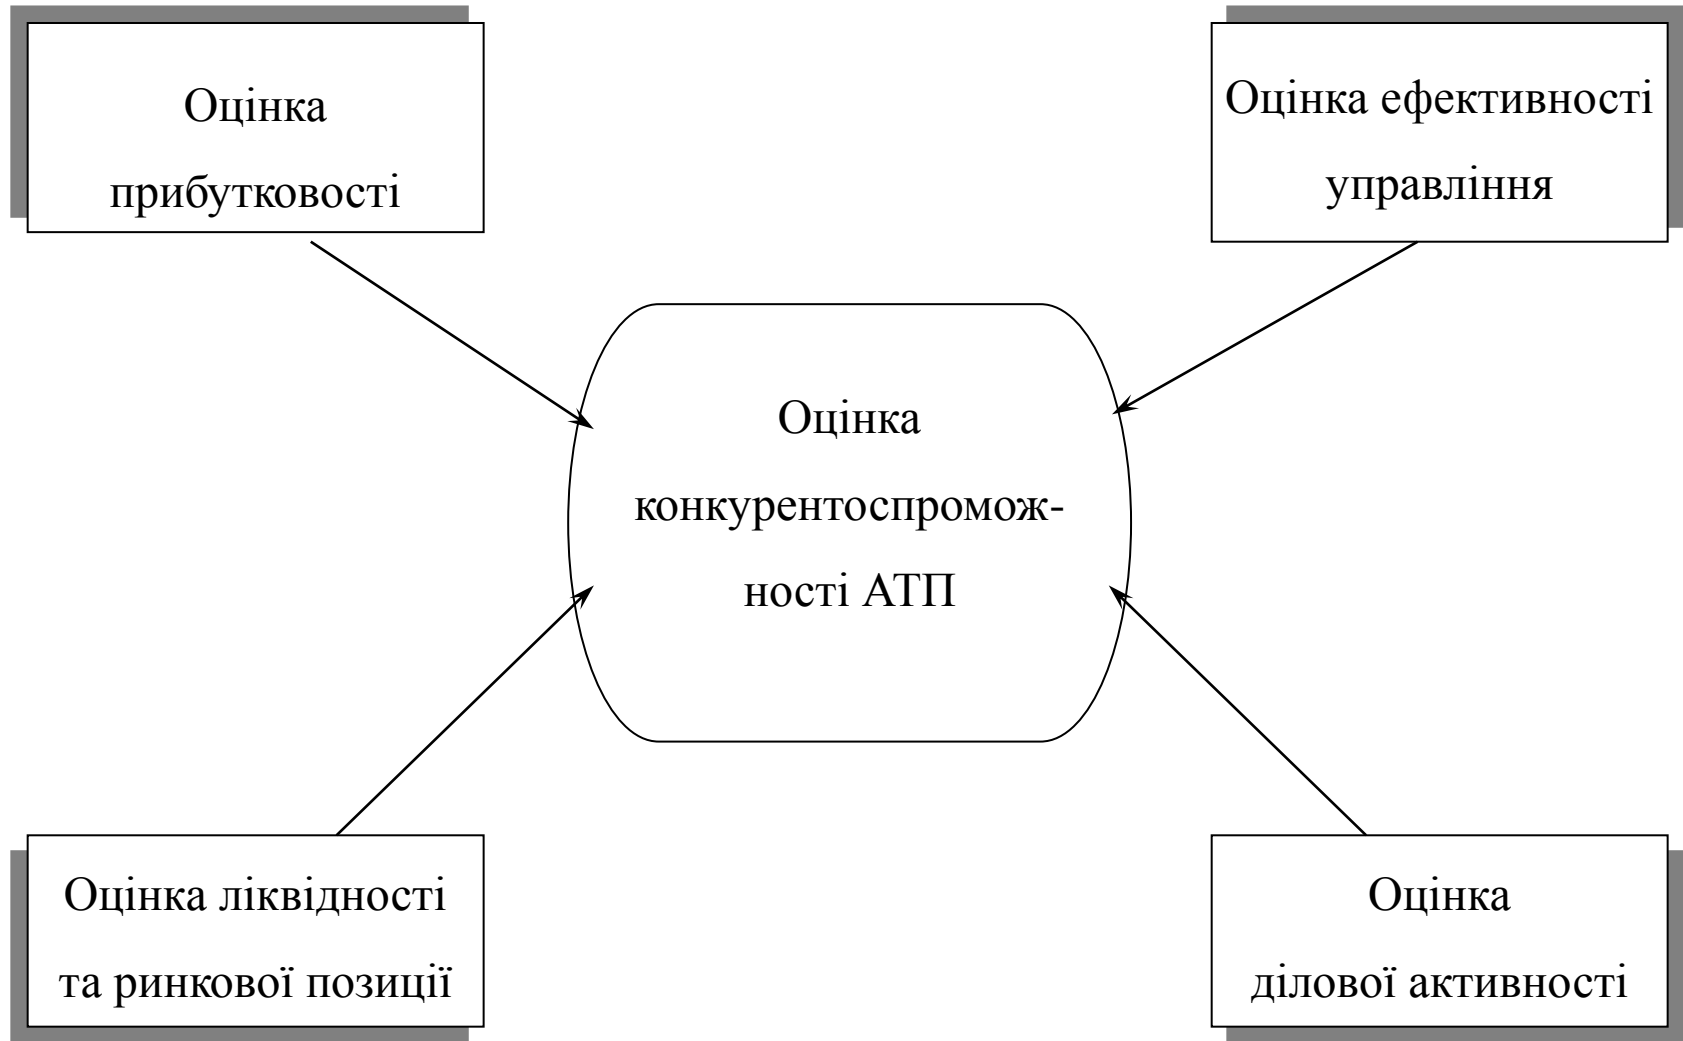 Оцінка
прибутковості
Оцінка ефективності
управління
Оцінка
конкурентоспромож-
ності АТП
Оцінка ліквідності
та ринкової позиції
Оцінка
ділової активності